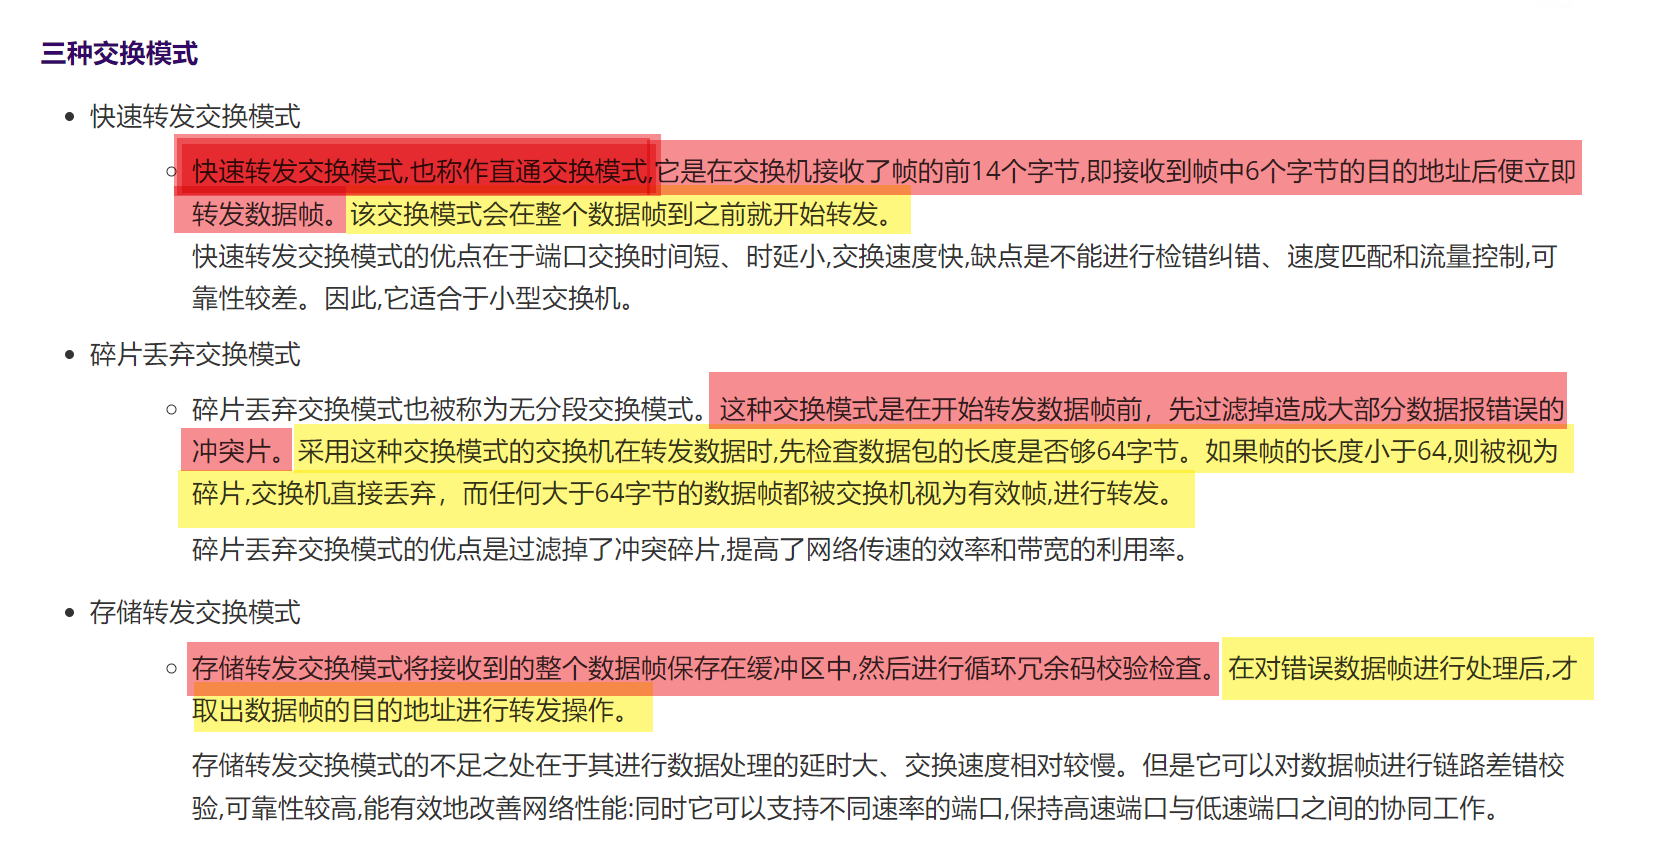 三种交换模式
快速转发交换模式
快速转发交换模式,也称作直通交换模式,它是在交换机接收了帧的前14个字节,即接收到帧中6个字节的目的地址后便立即
转发数据帧。该交换模式会在整个数据帧到之前就开始转发。
快速转发交换模式的优点在于端口交换时间短、时延小,交换速度快,缺点是不能进行检错纠错、速度匹配和流量控制,可
靠性较差。因此,它适合于小型交换机。
碎片丢弃交换模式
碎片丢弃交换模式也被称为无分段交换模式。这种交换模式是在开始转发数据帧前，先过滤掉造成大部分数据报错误的
冲突片。采用这种交换模式的交换机在转发数据时,先检查数据包的长度是否够64字节。如果帧的长度小于64,则被视为
碎片,交换机直接丢弃，而任何大于64字节的数据帧都被交换机视为有效帧,进行转发。
碎片丢弃交换模式的优点是过滤掉了冲突碎片,提高了网络传速的效率和带宽的利用率。
存储转发交换模式
存储转发交换模式将接收到的整个数据帧保存在缓冲区中,然后进行循环冗余码校验检查。在对错误数据帧进行处理后,才
取出数据帧的目的地址进行转发操作。
存储转发交换模式的不足之处在于其进行数据处理的延时大、交换速度相对较慢。但是它可以对数据帧进行链路差错校
验,可靠性较高,能有效地改善网络性能:同时它可以支持不同速率的端口,保持高速端口与低速端口之间的协同工作。